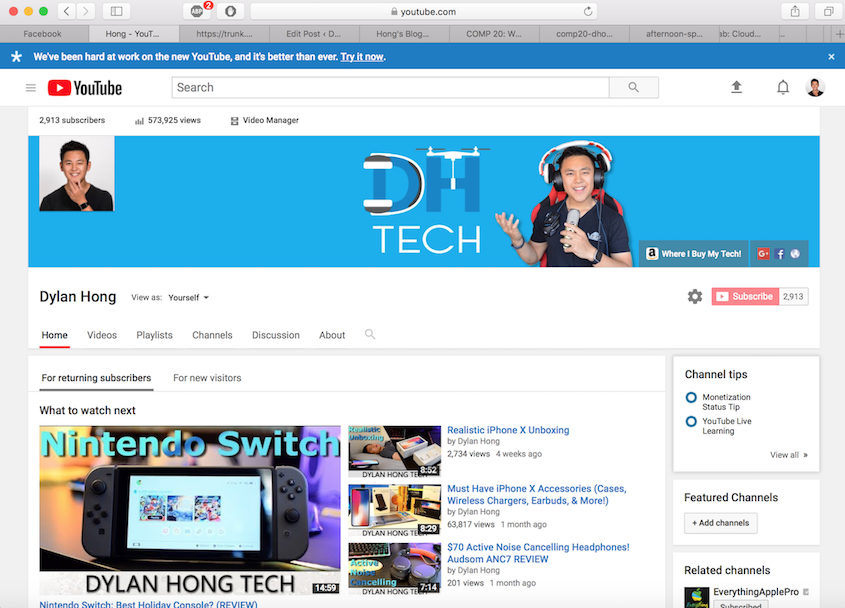 youtube.com
ABP
2
Facebook
Hong - YouT...
https://trunk....
Edit Post ‹ D...
Hong's Blog...
COMP 20: W...
comp20-dho...
afternoon-sp...
ab: Cloud...
We've been hard at work on the new YouTube, and it's better than ever. Try it now.
YouTube
Search
2,913 subscribers
573,925 views
Video Manager
DH
TECH
a Where I Buy My Tech!
G+ f
Dylan Hong
View as: Yourself
Subscribe 2,913
Home
Videos
Playlists
Channels
Discussion
About
For returning subscribers
For new visitors
What to watch next
Nintendo Switch
DYLAN HONG TECH
14:59
Nintendo Switch: Best Holiday Console? (REVIEW)
Realistic
Unboxing
8:52
DYLAN HONG TECH
Realistic iPhone X Unboxing
by Dylan Hong
2,734 views 4 weeks ago
8:29
DYLAN HONG TECH
Must Have iPhone X Accessories (Cases,
Wireless Chargers, Earbuds, & More!)
by Dylan Hong
63,817 views 1 month ago
Active
Noise
Cancelling
7:14
DYLAN HONG TECH
$70 Active Noise Cancelling Headphones!
Audsom ANC7 REVIEW
by Dylan Hong
201 views 1 month ago
Channel tips
Monetization
Status Tip
YouTube Live
Learning
View all »
Featured Channels
+ Add channels
Related channels
EverythingApplePro
Subscribed